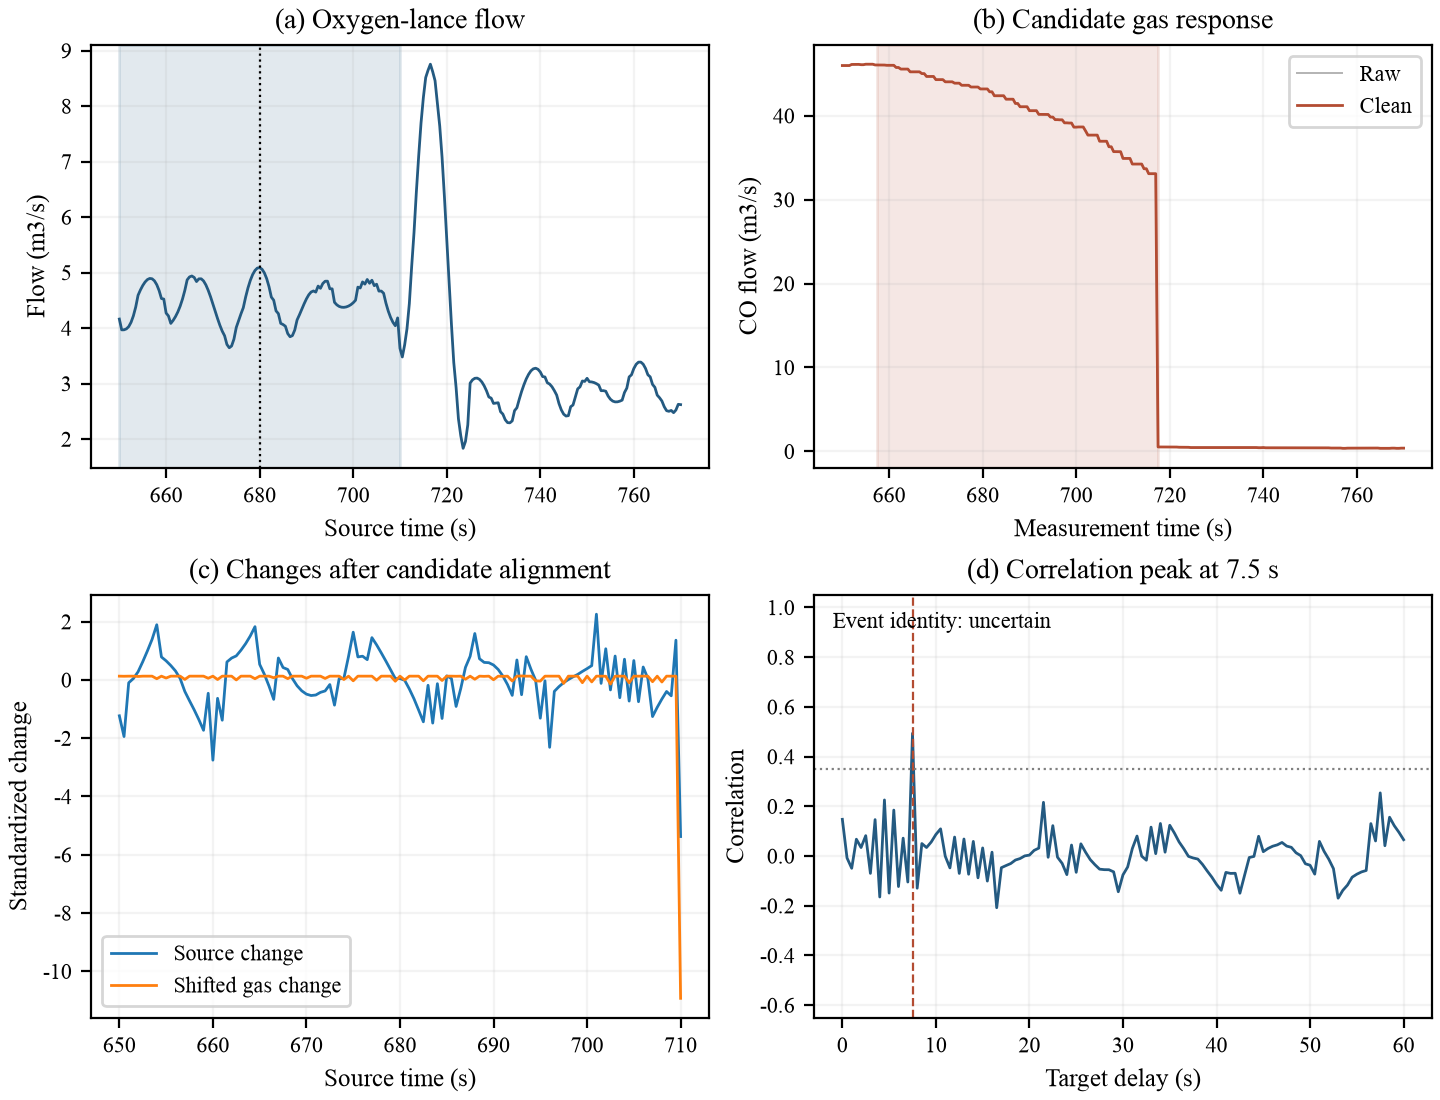 (a) Oxygen-lance flow
Flow (m3/s)
9
8
7
6
5
4
3
2
660 680 700 720 740 760
Source time (s)
(b) Candidate gas response
CO flow (m3/s)
40
30
20
10
0
Raw
Clean
660 680 700 720 740 760
Measurement time (s)
(c) Changes after candidate alignment
Standardized change
2
0
-2
-4
-6
-8
-10
Source change
Shifted gas change
650 660 670 680 690 700 710
Source time (s)
(d) Correlation peak at 7.5 s
Correlation
1.0
0.8
0.6
0.4
0.2
0.0
-0.2
-0.4
-0.6
Event identity: uncertain
0 10 20 30 40 50 60
Target delay (s)